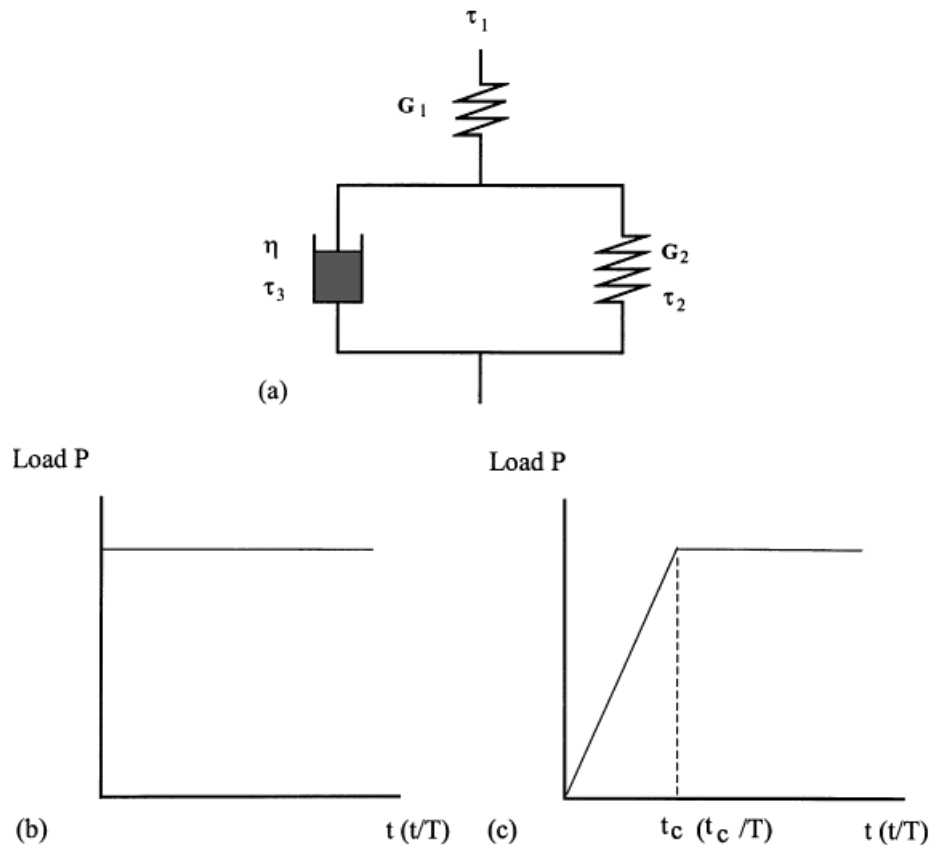 τ1
G1
η
G2
τ3
τ2
(a)
Load P
Load P
(b)
t (t/T)
(c)
tc (tc /T)
t (t/T)